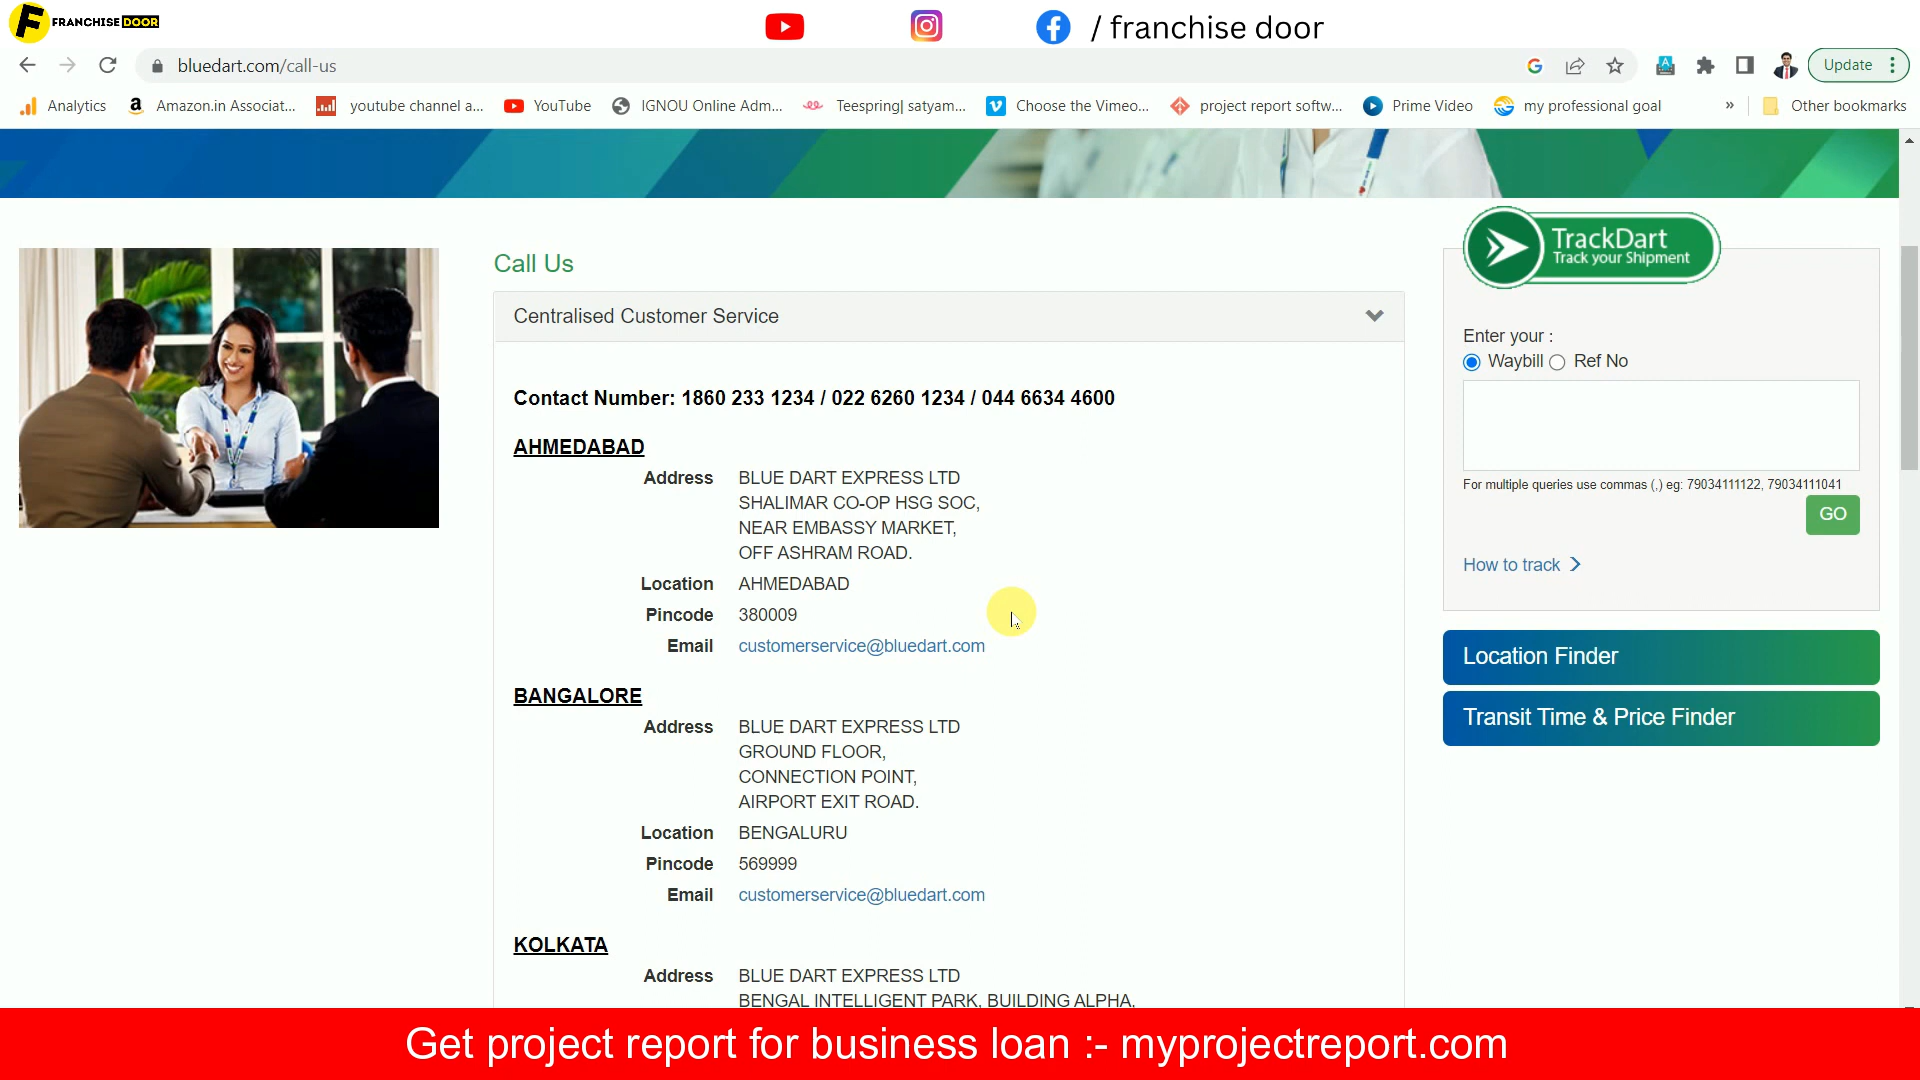 FRANCHISE DOOR
/ franchise door
bluedart.com/call-us
Update
Analytics
Amazon.in Associat...
youtube channel a...
YouTube
IGNOU Online Adm...
Teespring| satyam...
Choose the Vimeo...
project report softw...
Prime Video
my professional goal
»
Other bookmarks
TrackDart
Track your Shipment
Call Us
Centralised Customer Service
Enter your :
Waybill
Ref No
Contact Number: 1860 233 1234 / 022 6260 1234 / 044 6634 4600
AHMEDABAD
Address BLUE DART EXPRESS LTD
SHALIMAR CO-OP HSG SOC,
NEAR EMBASSY MARKET,
OFF ASHRAM ROAD.
Location AHMEDABAD
Pincode 380009
Email customerservice@bluedart.com
For multiple queries use commas (,) eg: 79034111122, 79034111041
GO
How to track
Location Finder
Transit Time & Price Finder
BANGALORE
Address BLUE DART EXPRESS LTD
GROUND FLOOR,
CONNECTION POINT,
AIRPORT EXIT ROAD.
Location BENGALURU
Pincode 569999
Email customerservice@bluedart.com
KOLKATA
Address BLUE DART EXPRESS LTD
BENGAL INTELLIGENT PARK, BUILDING ALPHA,
Get project report for business loan :- myprojectreport.com